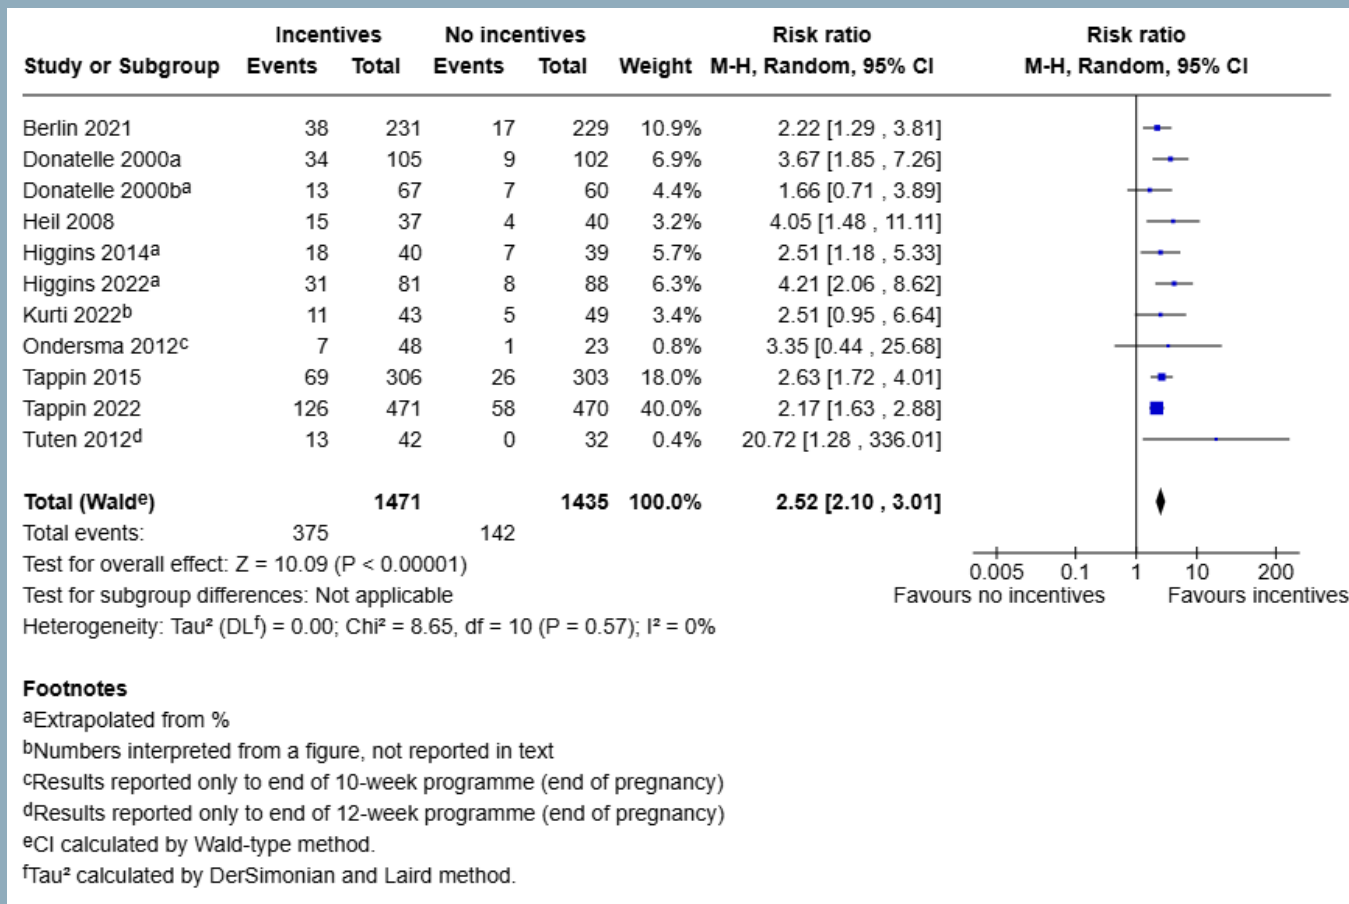 Incentives No incentives Risk ratio Risk ratio
Study or Subgroup Events Total Events Total Weight M-H, Random, 95% CI M-H, Random, 95% CI
Berlin 2021 38 231 17 229 10.9% 2.22 [1.29 , 3.81]
Donatelle 2000a 34 105 9 102 6.9% 3.67 [1.85 , 7.26]
Donatelle 2000bᵃ 13 67 7 60 4.4% 1.66 [0.71 , 3.89]
Heil 2008 15 37 4 40 3.2% 4.05 [1.48 , 11.11]
Higgins 2014ᵃ 18 40 7 39 5.7% 2.51 [1.18 , 5.33]
Higgins 2022ᵃ 31 81 8 88 6.3% 4.21 [2.06 , 8.62]
Kurti 2022ᵇ 11 43 5 49 3.4% 2.51 [0.95 , 6.64]
Ondersma 2012ᶜ 7 48 1 23 0.8% 3.35 [0.44 , 25.68]
Tappin 2015 69 306 26 303 18.0% 2.63 [1.72 , 4.01]
Tappin 2022 126 471 58 470 40.0% 2.17 [1.63 , 2.88]
Tuten 2012ᵈ 13 42 0 32 0.4% 20.72 [1.28 , 336.01]
Total (Waldᵉ) 1471 1435 100.0% 2.52 [2.10 , 3.01]
Total events: 375 142
Test for overall effect: Z = 10.09 (P < 0.00001)
Test for subgroup differences: Not applicable
Heterogeneity: Tau² (DLᶠ) = 0.00; Chi² = 8.65, df = 10 (P = 0.57); I² = 0%
0.005 0.1 1 10 200
Favours no incentives Favours incentives
Footnotes
ᵃExtrapolated from %
ᵇNumbers interpreted from a figure, not reported in text
ᶜResults reported only to end of 10-week programme (end of pregnancy)
ᵈResults reported only to end of 12-week programme (end of pregnancy)
ᵉCI calculated by Wald-type method.
ᶠTau² calculated by DerSimonian and Laird method.